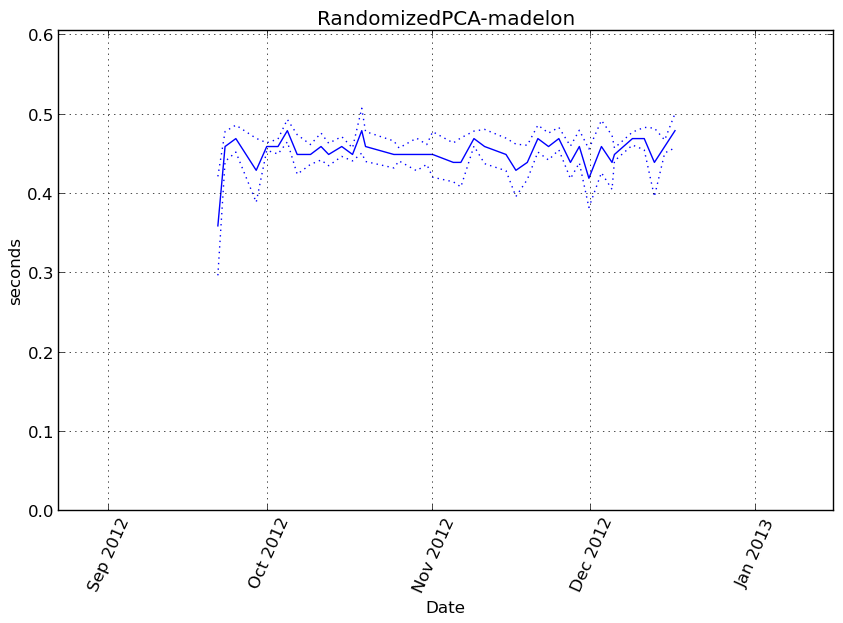 RandomizedPCA-madelon
0.6
0.5
0.4
0.3
0.2
0.1
0.0
seconds
Sep 2012
Oct 2012
Nov 2012
Dec 2012
Jan 2013
Date